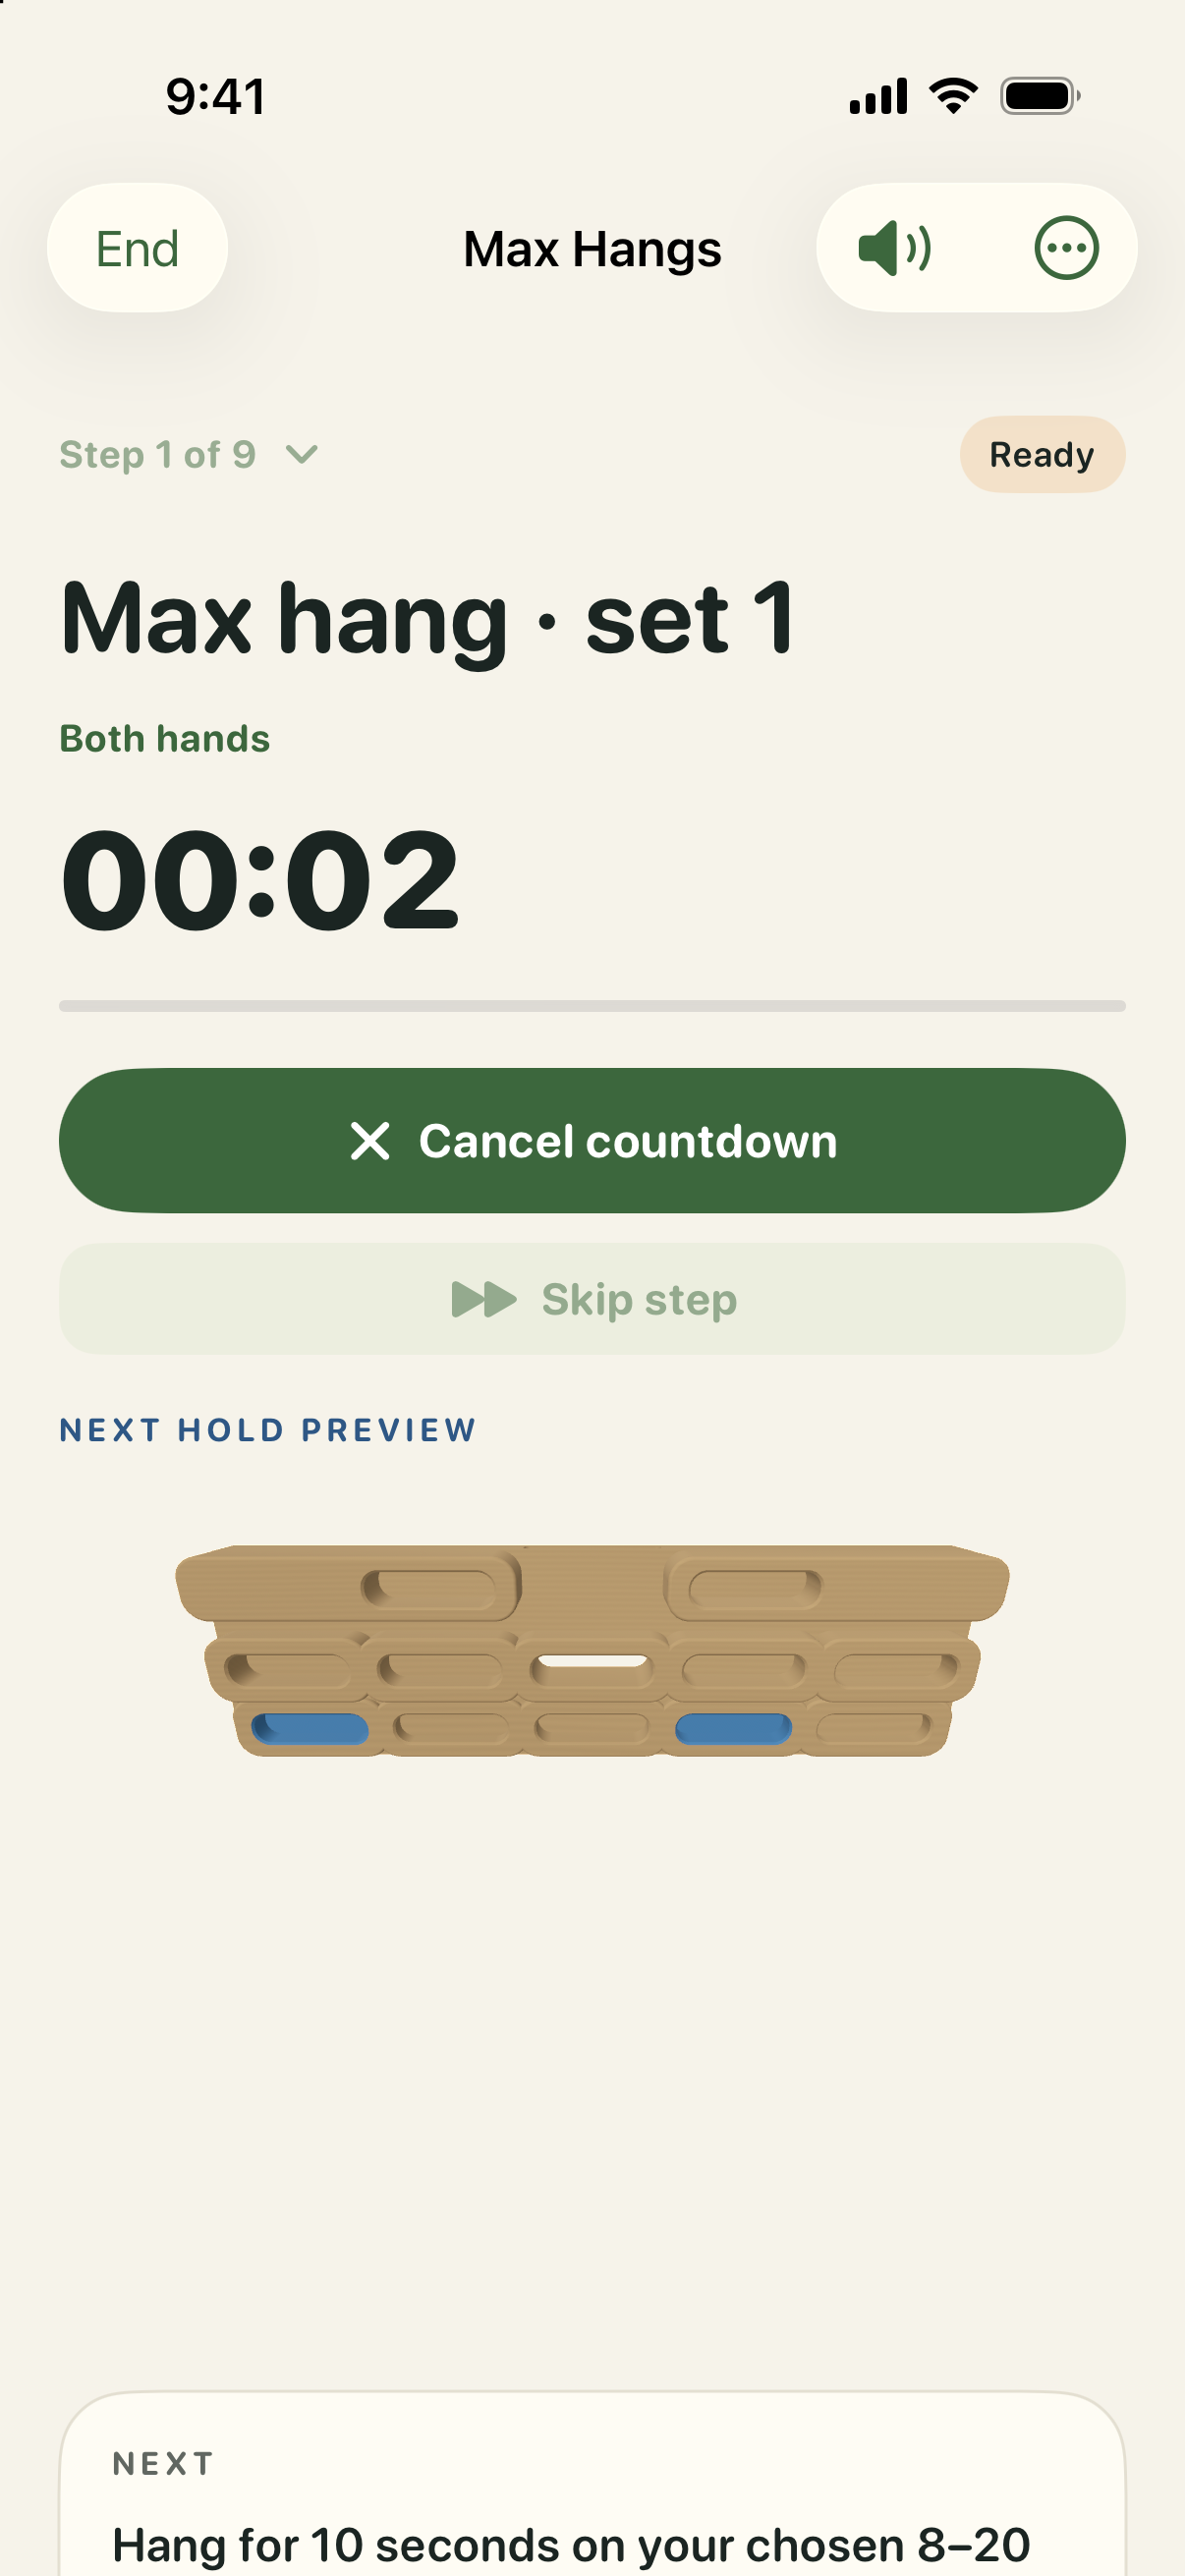 9:41
End
Max Hangs
Step 1 of 9
Ready
Max hang · set 1
Both hands
00:02
Cancel countdown
Skip step
NEXT HOLD PREVIEW
NEXT
Hang for 10 seconds on your chosen 8–20